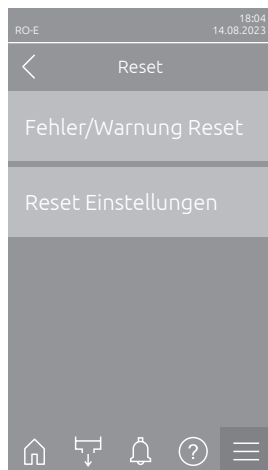 18:04
RO-E 14.08.2023
Reset
Fehler/Warnung Reset
Reset Einstellungen
?